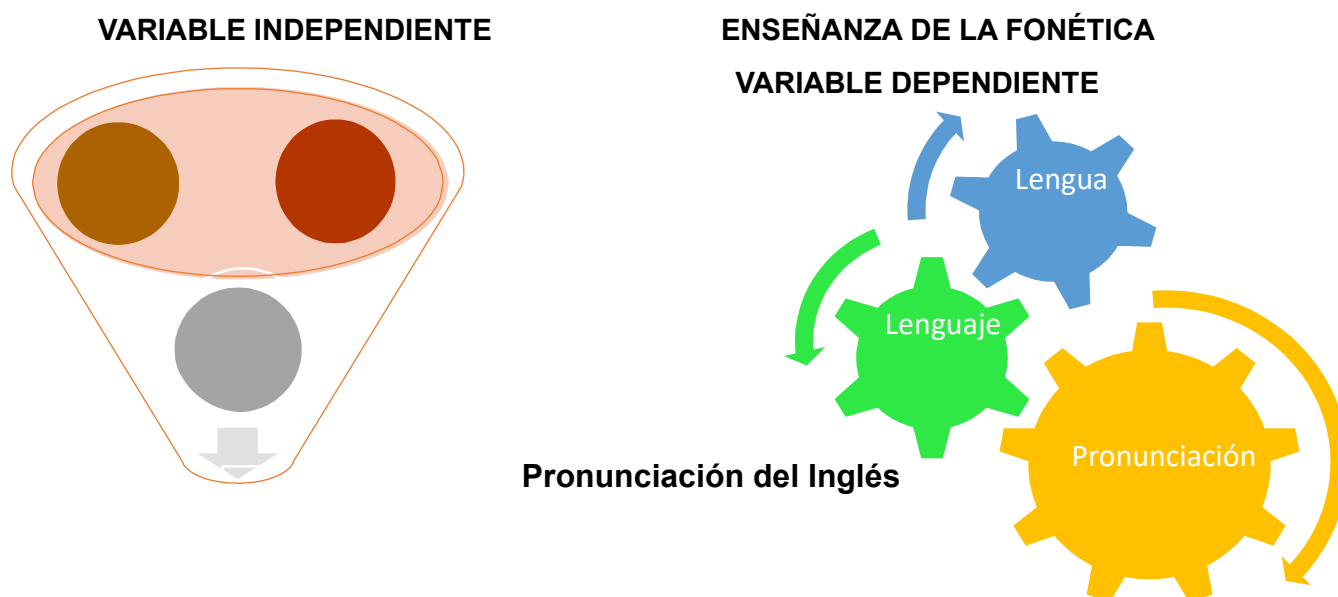 VARIABLE INDEPENDIENTE
ENSEÑANZA DE LA FONÉTICA
VARIABLE DEPENDIENTE
Lengua
Lenguaje
Pronunciación
Pronunciación del Inglés